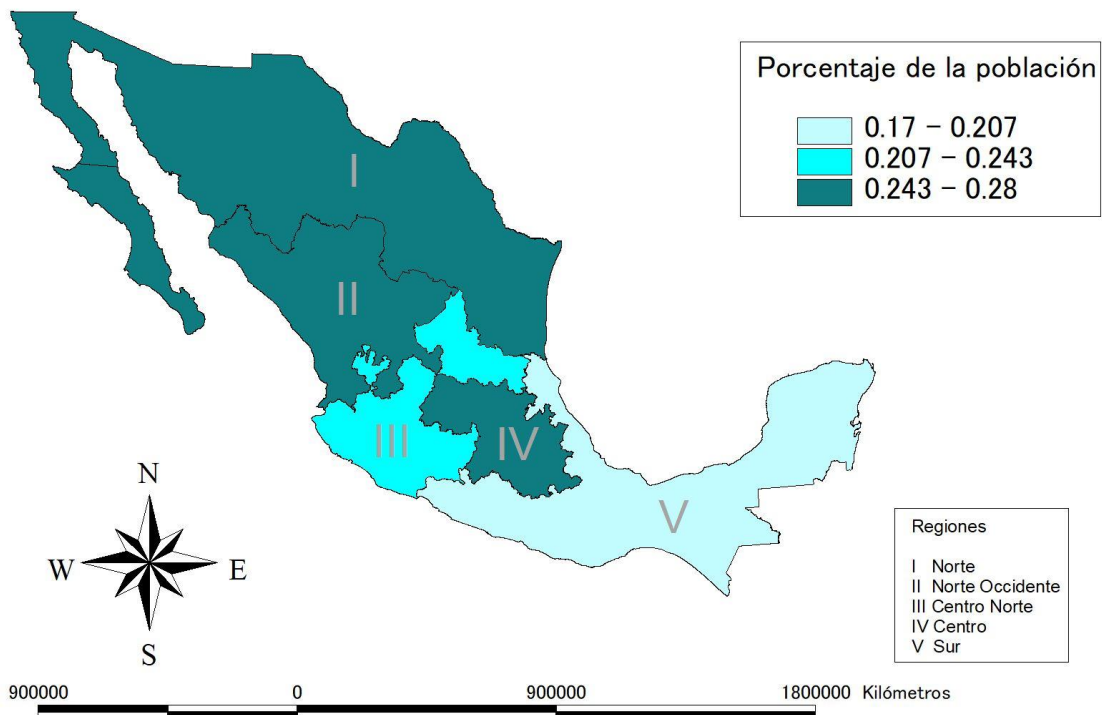 Porcentaje de la población
0.17 - 0.207
0.207 - 0.243
0.243 - 0.28
I
II
III
IV
V
N
W E
S
Regiones
I Norte
II Norte Occidente
III Centro Norte
IV Centro
V Sur
900000 0 900000 1800000 Kilómetros